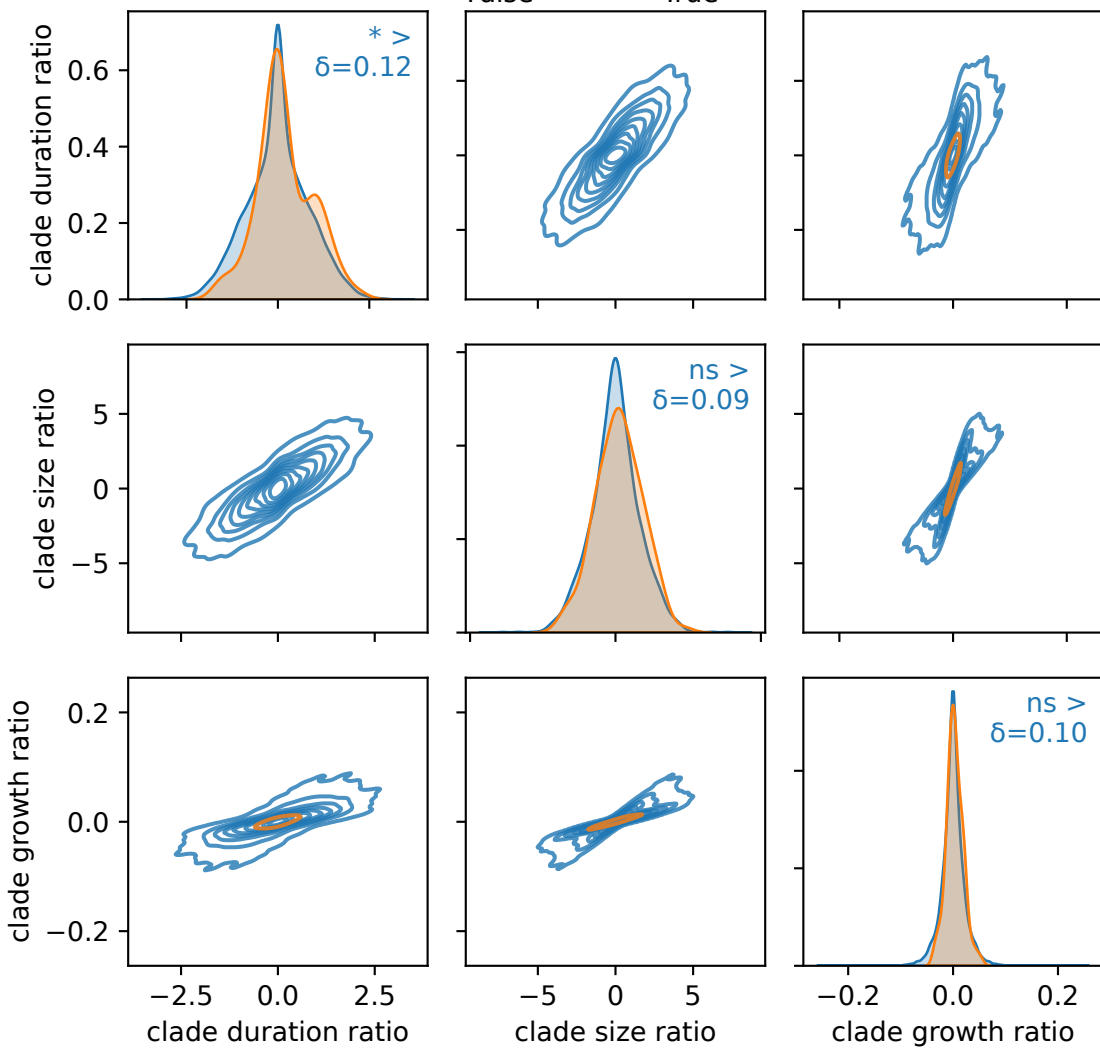 clade duration ratio
0.6
0.4
0.2
0.0
* >
δ=0.12
clade size ratio
5
0
−5
ns >
δ=0.09
clade growth ratio
0.2
0.0
−0.2
ns >
δ=0.10
−2.5 0.0 2.5
−5 0 5
−0.2 0.0 0.2
clade duration ratio
clade size ratio
clade growth ratio